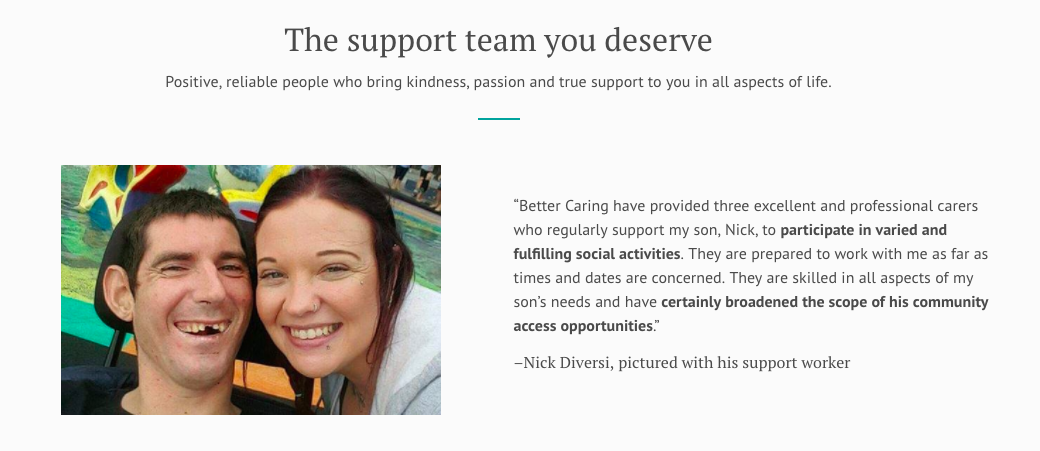 The support team you deserve
Positive, reliable people who bring kindness, passion and true support to you in all aspects of life.
“Better Caring have provided three excellent and professional carers
who regularly support my son, Nick, to participate in varied and
fulfilling social activities. They are prepared to work with me as far as
times and dates are concerned. They are skilled in all aspects of my
son’s needs and have certainly broadened the scope of his community
access opportunities.”
–Nick Diversi, pictured with his support worker